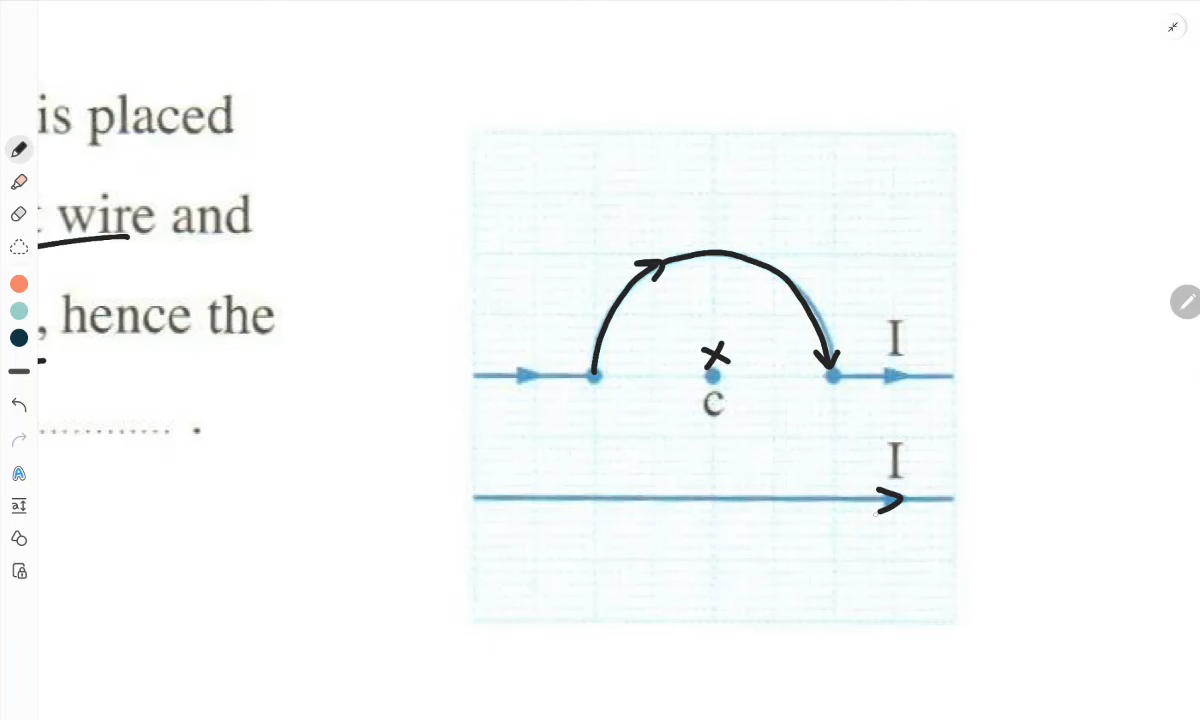 is placed
wire and
, hence the
.................... .
I
c
I